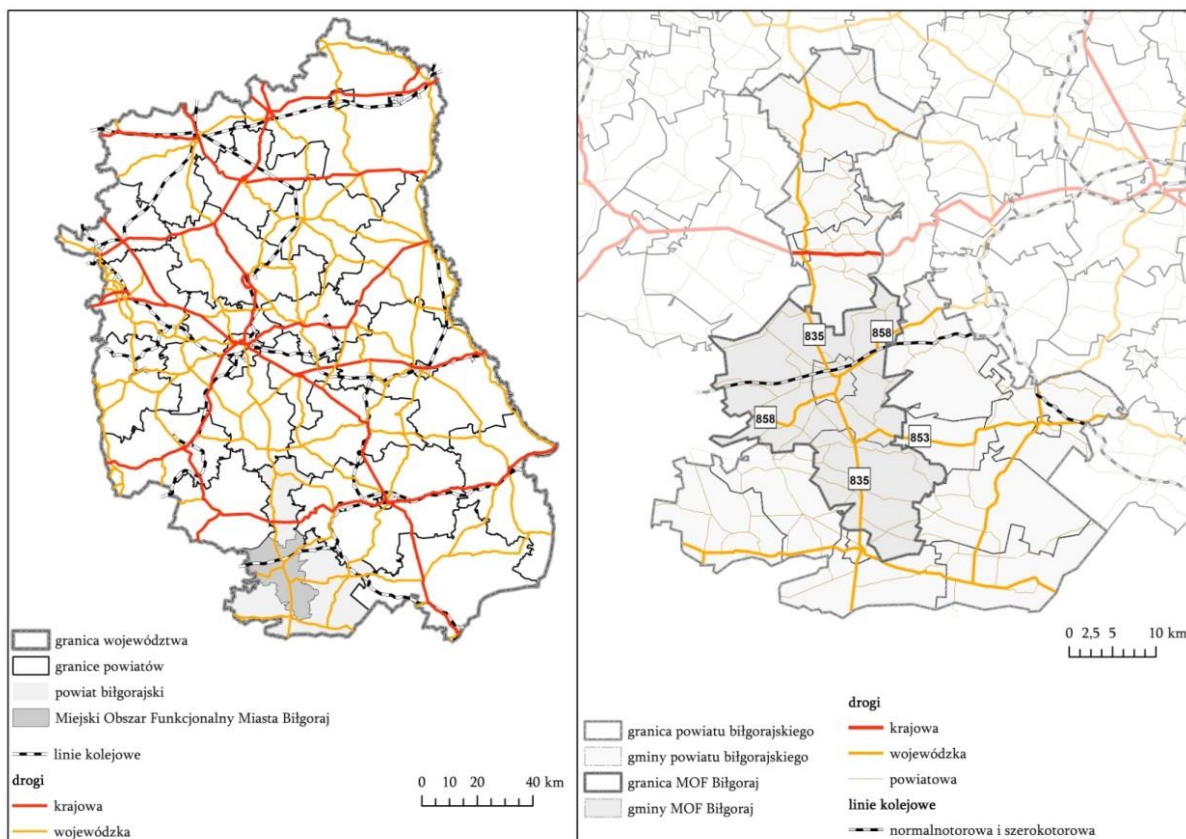 granica województwa
granice powiatów
powiat biłgorajski
Miejski Obszar Funkcjonalny Miasta Biłgoraj
linie kolejowe
drogi
krajowa
wojewódzka
0 10 20 40 km
835
858
858
853
835
0 2,5 5 10 km
granica powiatu biłgorajskiego
gminy powiatu biłgorajskiego
granica MOF Biłgoraj
gminy MOF Biłgoraj
drogi
krajowa
wojewódzka
powiatowa
linie kolejowe
normalnotorowa i szerokotorowa